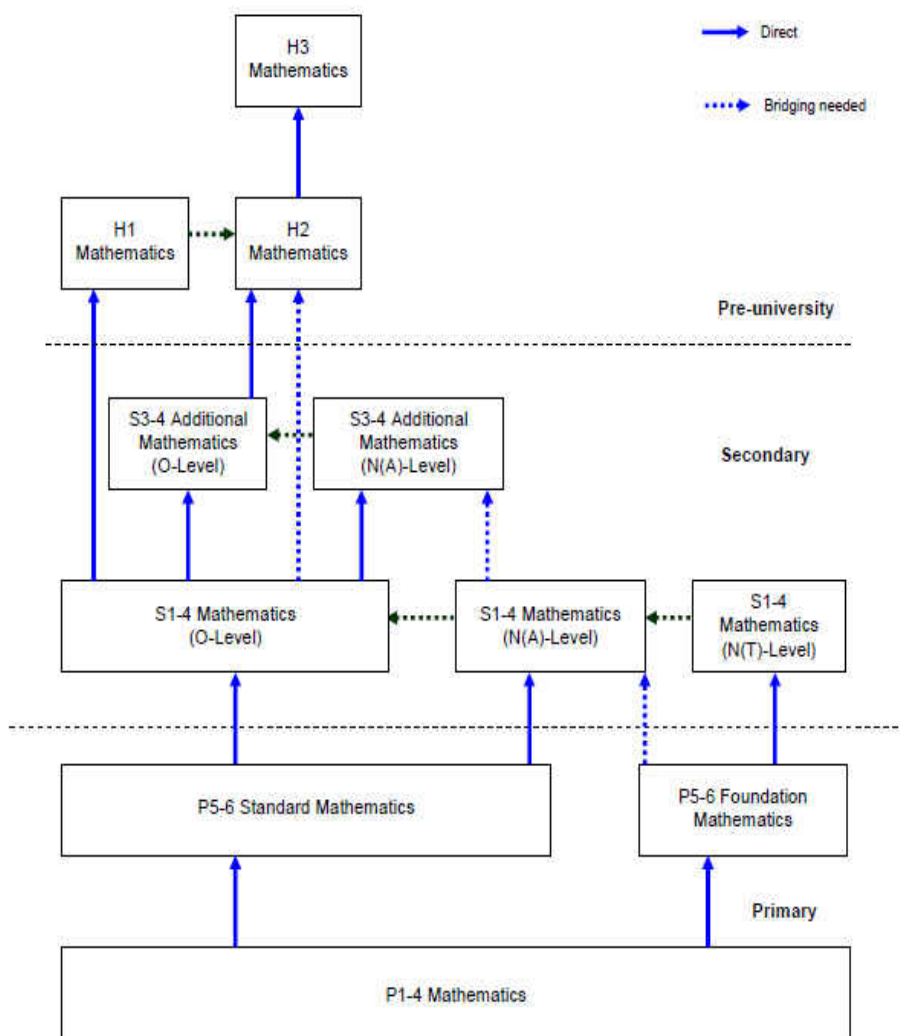 H3
Mathematics
Direct
Bridging needed
H1
Mathematics
H2
Mathematics
Pre-university
S3-4 Additional
Mathematics
(O-Level)
S3-4 Additional
Mathematics
(N(A)-Level)
Secondary
S1-4 Mathematics
(O-Level)
S1-4 Mathematics
(N(A)-Level)
S1-4
Mathematics
(N(T)-Level)
P5-6 Standard Mathematics
P5-6 Foundation
Mathematics
Primary
P1-4 Mathematics